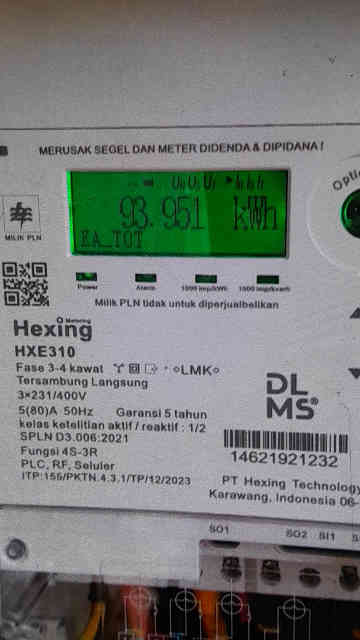 MERUSAK SEGEL DAN METER DIDENDA & DIPIDANA !
93.951 kWh
EA_TOT
MILIK PLN
Power Alarm 1000 imp/kWh 1000 imp/kvarh
Milik PLN tidak untuk diperjualbelikan
Hexing
Metering
HXE310
Fase 3-4 kawat
LMK
Tersambung Langsung
3×231/400V
5(80)A 50Hz Garansi 5 tahun
kelas ketelitian aktif / reaktif : 1/2
SPLN D3.006:2021
Fungsi 4S-3R
PLC, RF, Seluler
ITP:155/PKTN.4.3.1/TP/12/2023
DL
MS®
14621921232
PT Hexing Technology
Karawang, Indonesia
SO1 SO2 SI1